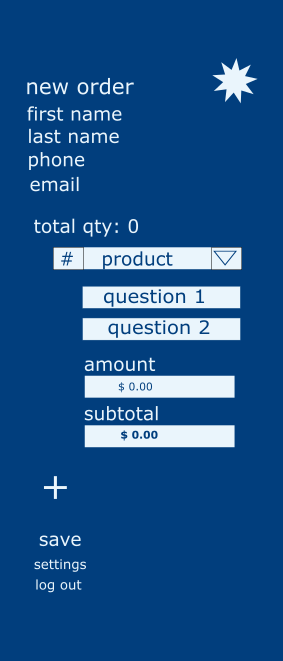 new order
first name
last name
phone
email
total qty: 0
# product
question 1
question 2
amount
$ 0.00
subtotal
$ 0.00
+
save
settings
log out